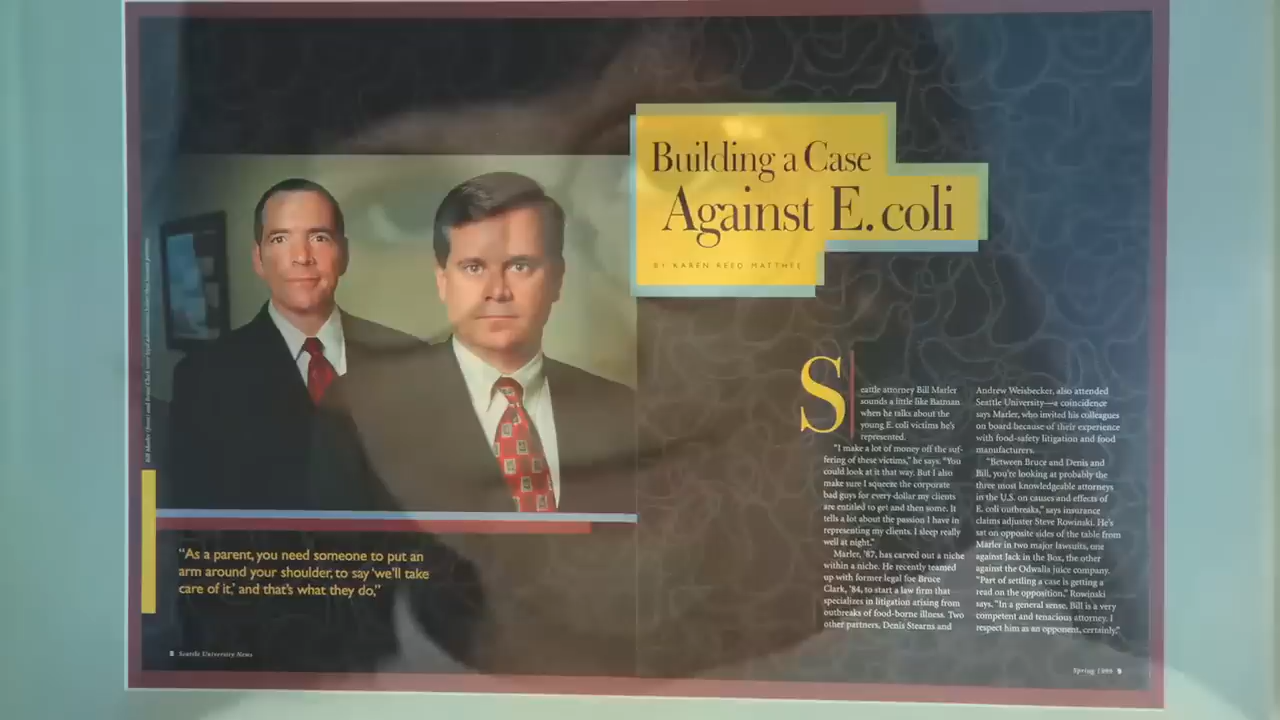 Building a Case
Against E. coli
BY KAREN REED MATTHEE
Seattle attorney Bill Marler
sounds a little like Batman
when he talks about the
young E. coli victims he's
represented.
"I make a lot of money off the suf-
fering of these victims," he says. "You
could look at it that way. But I also
make sure I squeeze the corporate
bad guys for every dollar my clients
are entitled to get and then some. It
tells a lot about the passion I have in
representing my clients. I sleep really
well at night."
Marler, '87, has carved out a niche
within a niche. He recently teamed
up with former legal foe Bruce
Clark, '84, to start a law firm that
specializes in litigation arising from
outbreaks of food-borne illness. Two
other partners, Denis Stearns and
Andrew Weisbecker, also attended
Seattle University—a coincidence
says Marler, who invited his colleagues
on board because of their experience
with food-safety litigation and food
manufacturers.
"Between Bruce and Denis and
Bill, you're looking at probably the
three most knowledgeable attorneys
in the U.S. on causes and effects of
E. coli outbreaks," says insurance
claims adjuster Steve Rowinski. He's
sat on opposite sides of the table from
Marler in two major lawsuits, one
against Jack in the Box, the other
against the Odwalla juice company.
"Part of settling a case is getting a
read on the opposition," Rowinski
says. "In a general sense, Bill is a very
competent and tenacious attorney. I
respect him as an opponent, certainly."
"As a parent, you need someone to put an
arm around your shoulder, to say 'we'll take
care of it,' and that's what they do,"
8 Seattle University News
Spring 9